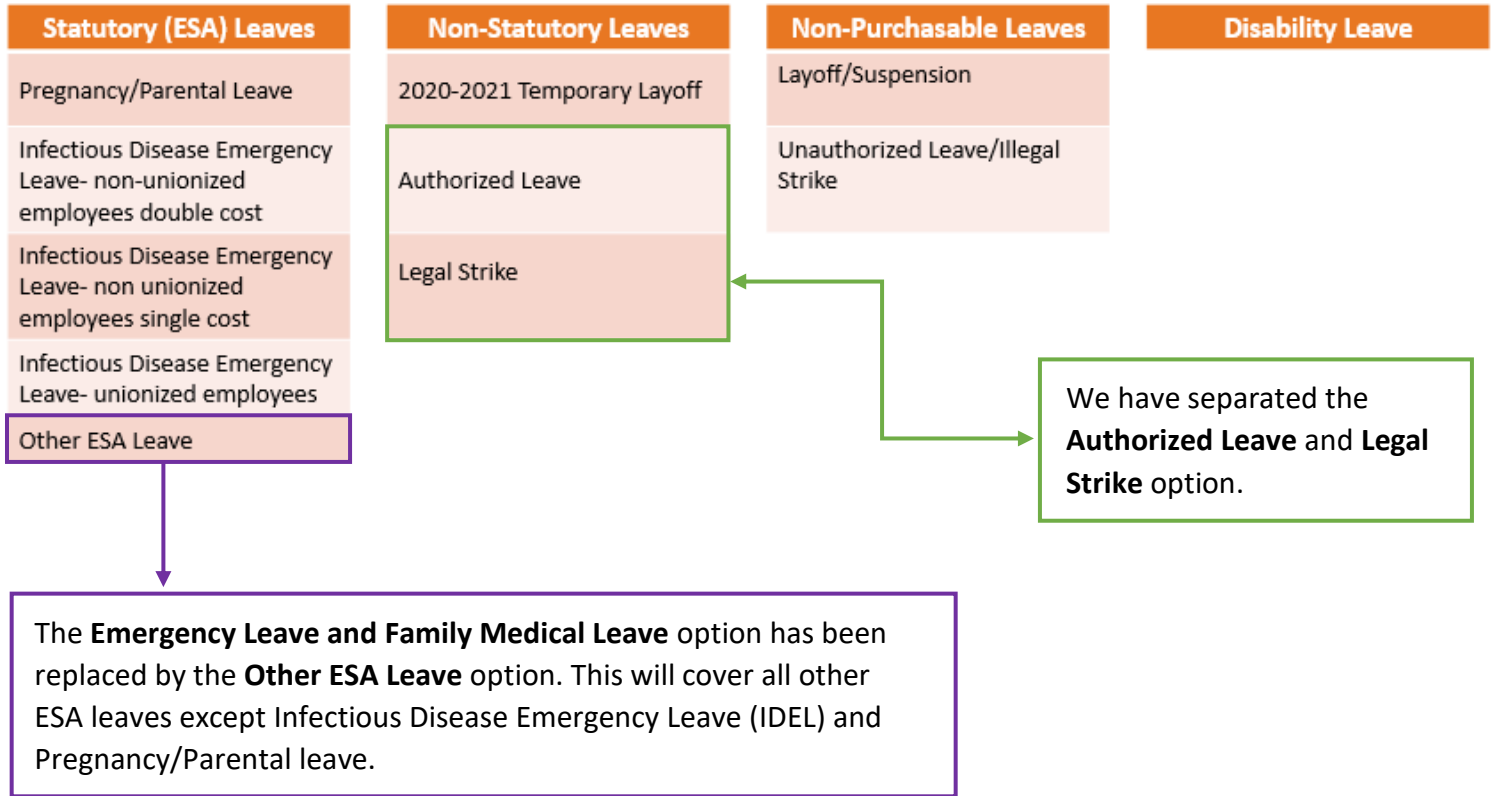 Statutory (ESA) Leaves
Pregnancy/Parental Leave
Infectious Disease Emergency
Leave- non-unionized
employees double cost
Infectious Disease Emergency
Leave- non unionized
employees single cost
Infectious Disease Emergency
Leave- unionized employees
Other ESA Leave
Non-Statutory Leaves
2020-2021 Temporary Layoff
Authorized Leave
Legal Strike
Non-Purchasable Leaves
Layoff/Suspension
Unauthorized Leave/Illegal
Strike
Disability Leave
We have separated the
Authorized Leave and Legal
Strike option.
The Emergency Leave and Family Medical Leave option has been
replaced by the Other ESA Leave option. This will cover all other
ESA leaves except Infectious Disease Emergency Leave (IDEL) and
Pregnancy/Parental leave.